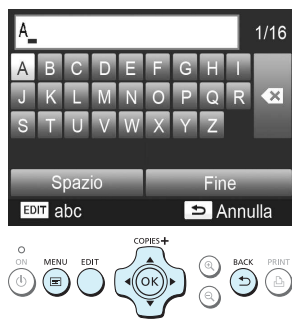 A_ 1/16
A B C D E F G H I
J K L M N O P Q R
S T U V W X Y Z
Spazio Fine
EDIT abc Annulla
COPIES+
ON MENU EDIT BACK PRINT
OK